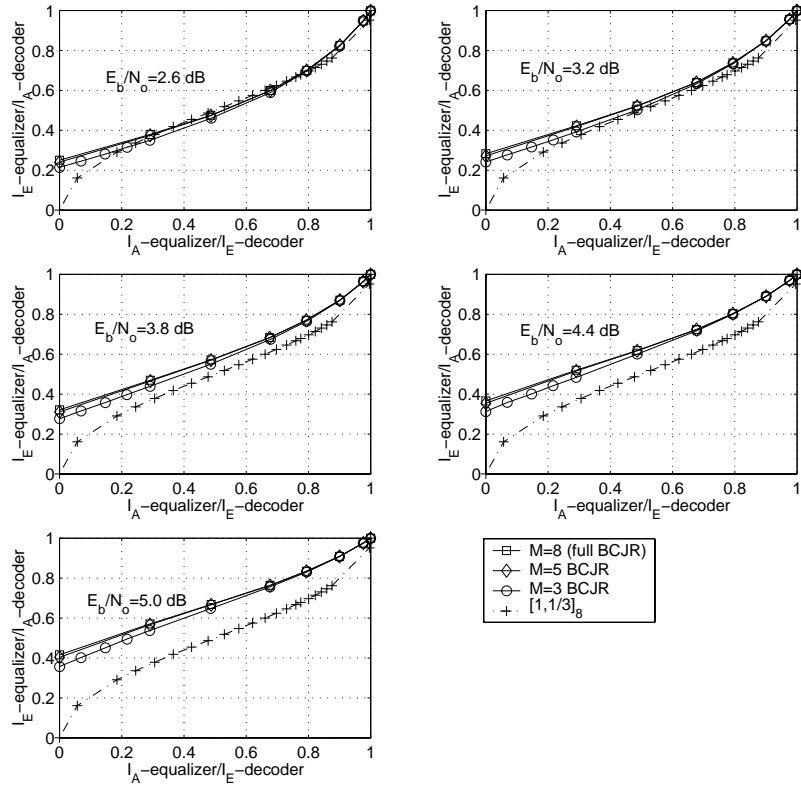 1
0.8
0.6
0.4
0.2
0
0 0.2 0.4 0.6 0.8 1
I_E−equalizer/I_A−decoder
I_A−equalizer/I_E−decoder
E_b/N_o=2.6 dB
1
0.8
0.6
0.4
0.2
0
0 0.2 0.4 0.6 0.8 1
I_E−equalizer/I_A−decoder
I_A−equalizer/I_E−decoder
E_b/N_o=3.2 dB
1
0.8
0.6
0.4
0.2
0
0 0.2 0.4 0.6 0.8 1
I_E−equalizer/I_A−decoder
I_A−equalizer/I_E−decoder
E_b/N_o=3.8 dB
1
0.8
0.6
0.4
0.2
0
0 0.2 0.4 0.6 0.8 1
I_E−equalizer/I_A−decoder
I_A−equalizer/I_E−decoder
E_b/N_o=4.4 dB
1
0.8
0.6
0.4
0.2
0
0 0.2 0.4 0.6 0.8 1
I_E−equalizer/I_A−decoder
I_A−equalizer/I_E−decoder
E_b/N_o=5.0 dB
M=8 (full BCJR)
M=5 BCJR
M=3 BCJR
[1,1/3]_8